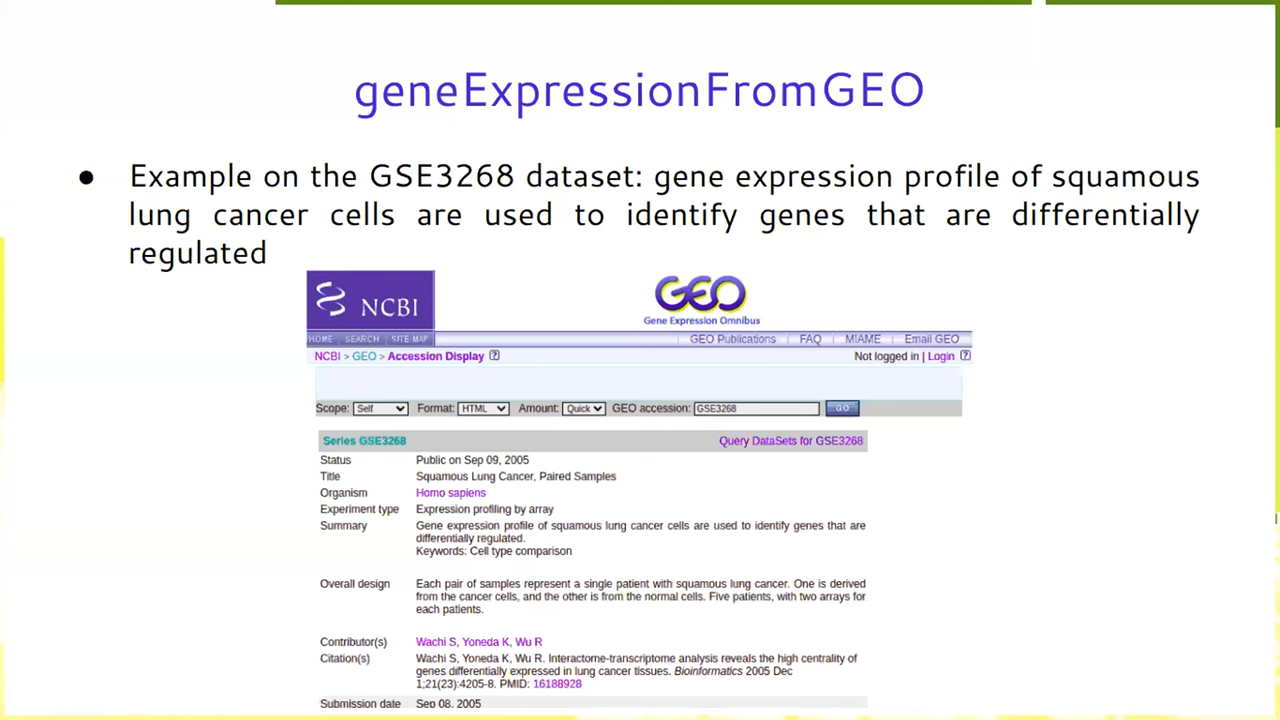 geneExpressionFromGEO
● Example on the GSE3268 dataset: gene expression profile of squamous
lung cancer cells are used to identify genes that are differentially
regulated
NCBI
GEO
Gene Expression Omnibus
HOME SEARCH SITE MAP GEO Publications FAQ MIAME Email GEO
NCBI > GEO > Accession Display ? Not logged in | Login ?
Scope: Self Format: HTML Amount: Quick GEO accession: GSE3268 GO
Series GSE3268 Query DataSets for GSE3268
Status Public on Sep 09, 2005
Title Squamous Lung Cancer, Paired Samples
Organism Homo sapiens
Experiment type Expression profiling by array
Summary Gene expression profile of squamous lung cancer cells are used to identify genes that are
differentially regulated.
Keywords: Cell type comparison
Overall design Each pair of samples represent a single patient with squamous lung cancer. One is derived
from the cancer cells, and the other is from the normal cells. Five patients, with two arrays for
each patients.
Contributor(s) Wachi S, Yoneda K, Wu R
Citation(s) Wachi S, Yoneda K, Wu R. Interactome-transcriptome analysis reveals the high centrality of
genes differentially expressed in lung cancer tissues. Bioinformatics 2005 Dec
1;21(23):4205-8. PMID: 16188928
Submission date Sep 08, 2005